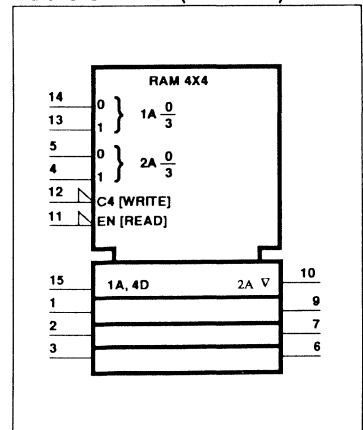 RAM 4X4
14 0 } 1A 0/3
13 1
5 0 } 2A 0/3
4 1
12 C4 [WRITE]
11 EN [READ]
15 1A, 4D 2A ∇ 10
1 9
2 7
3 6